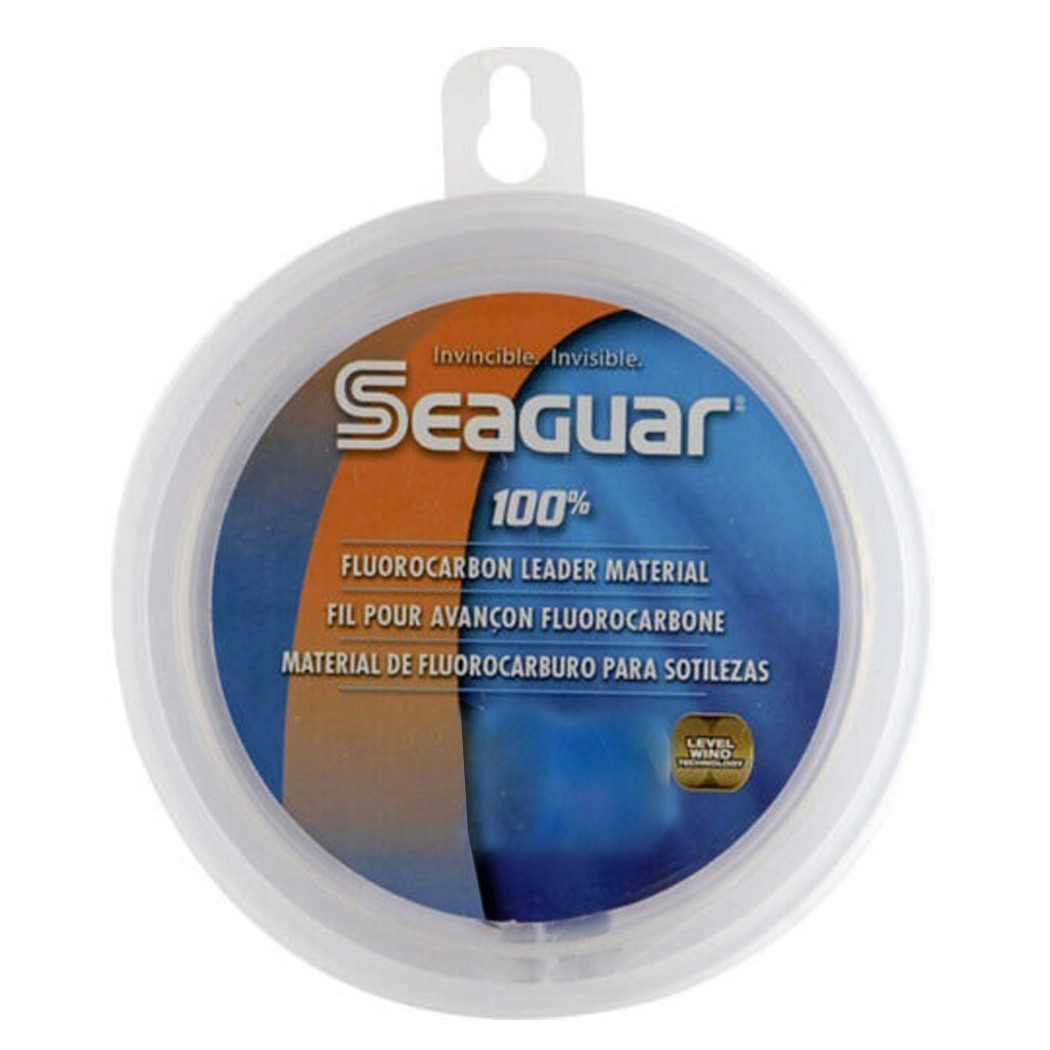 Invincible. Invisible.
SEAGUAR
100%
FLUOROCARBON LEADER MATERIAL
FIL POUR AVANÇON FLUOROCARBONE
MATERIAL DE FLUOROCARBURO PARA SOTILEZAS
LEVEL
WIND
TECHNOLOGY